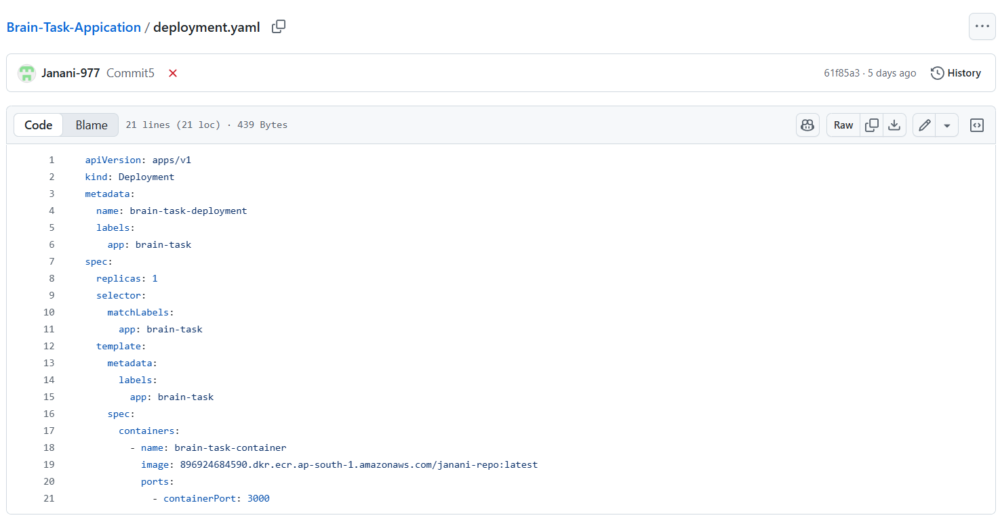 Brain-Task-Appication / deployment.yaml
Janani-977 Commit5 61f85a3 · 5 days ago History
Code Blame 21 lines (21 loc) · 439 Bytes Raw
1 apiVersion: apps/v1
2 kind: Deployment
3 metadata:
4   name: brain-task-deployment
5   labels:
6     app: brain-task
7 spec:
8   replicas: 1
9   selector:
10     matchLabels:
11       app: brain-task
12   template:
13     metadata:
14       labels:
15         app: brain-task
16     spec:
17       containers:
18         - name: brain-task-container
19           image: 896924684590.dkr.ecr.ap-south-1.amazonaws.com/janani-repo:latest
20           ports:
21             - containerPort: 3000